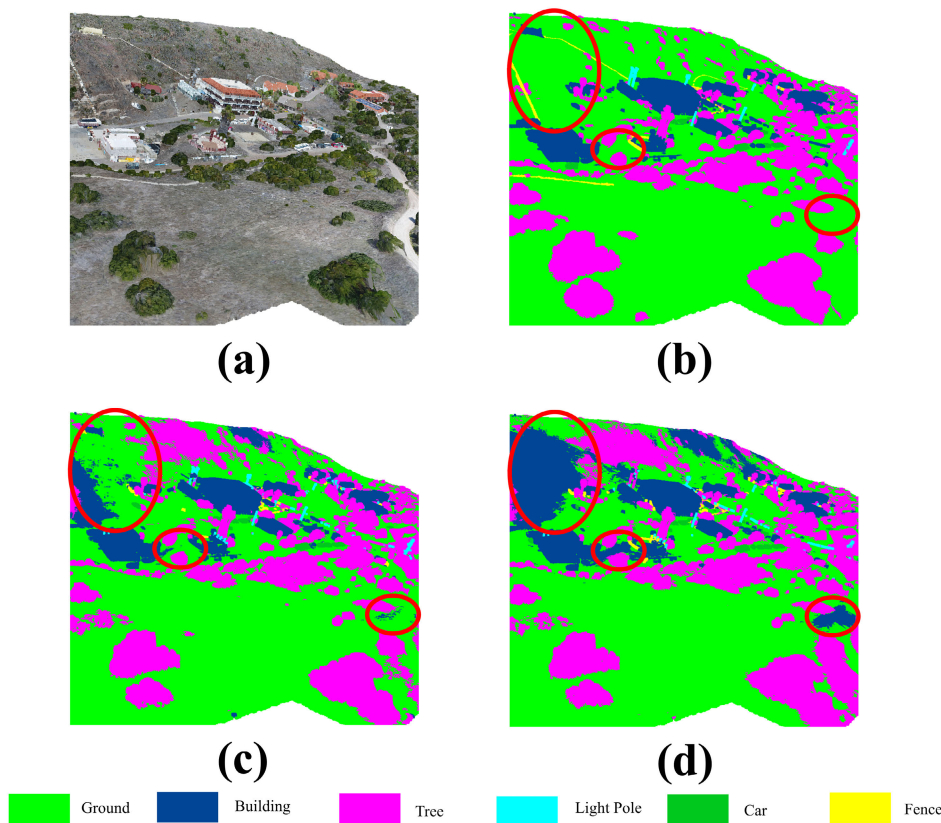 (a)
(b)
(c)
(d)
Ground
Building
Tree
Light Pole
Car
Fence